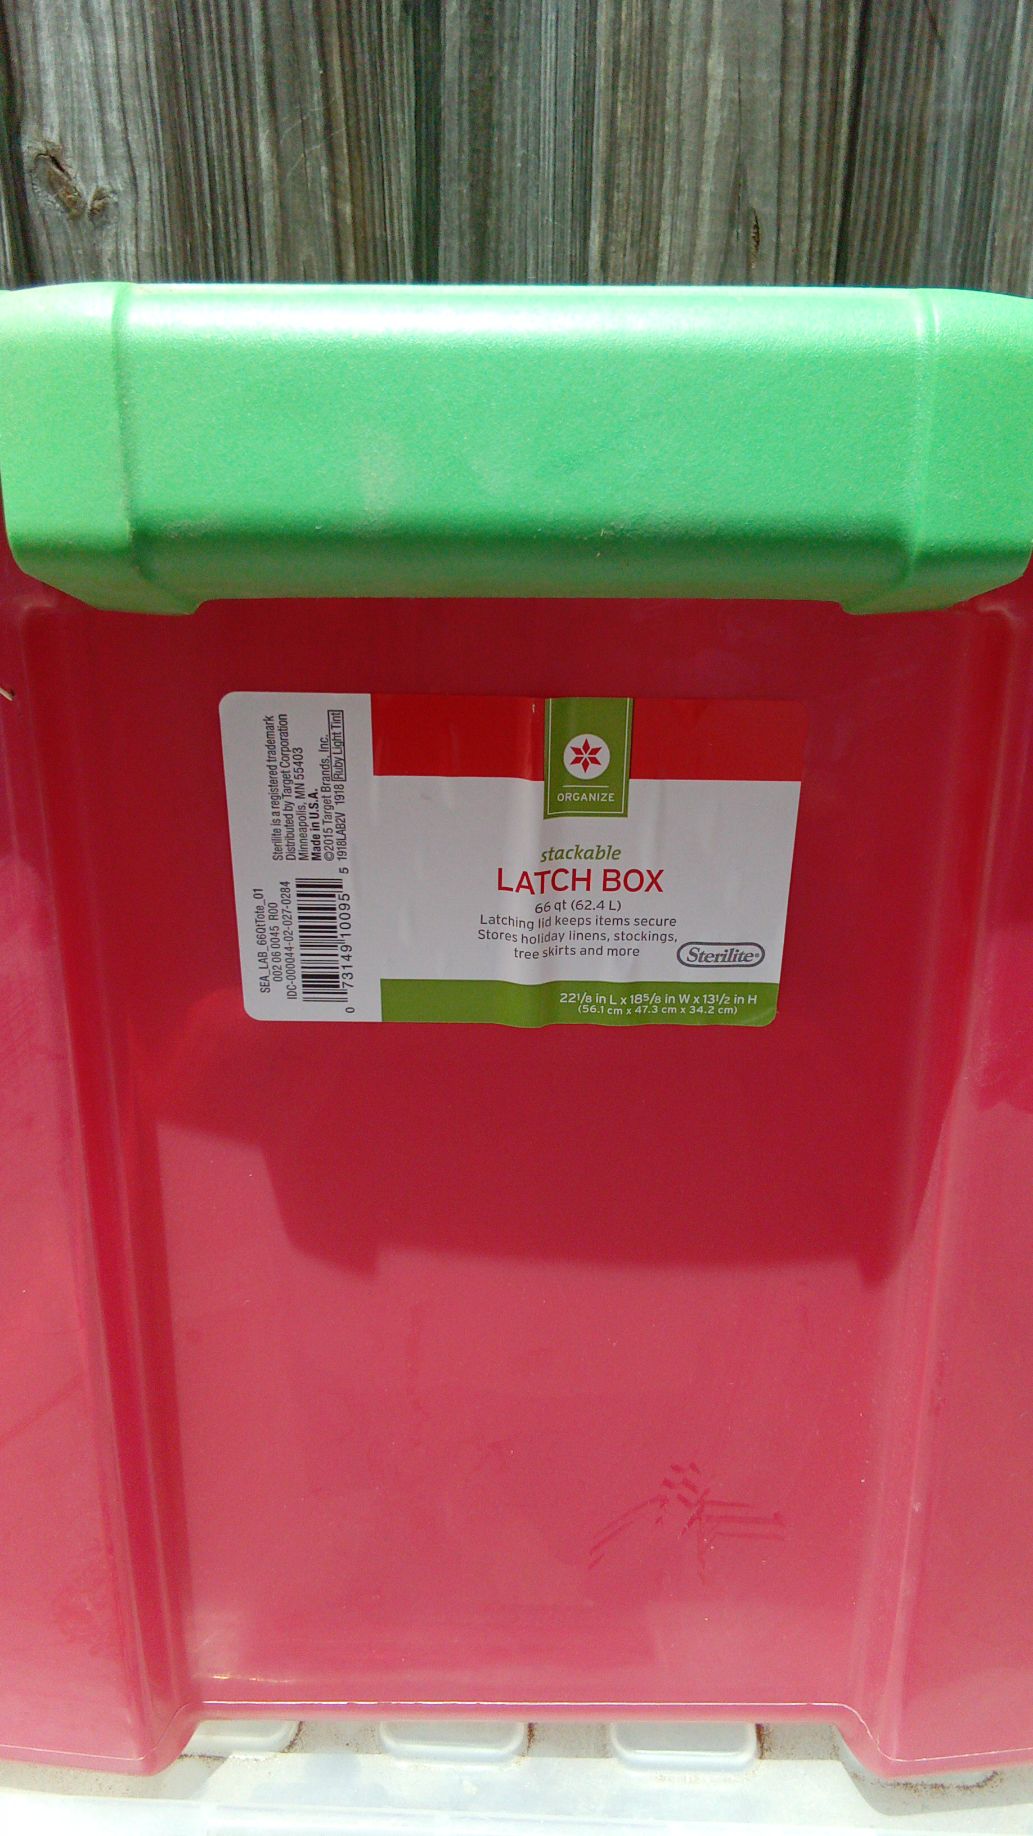 Sterilite is a registered trademark
Distributed by Target Corporation
Minneapolis, MN 55403
Made in U.S.A.
©2015 Target Brands, Inc.
1918LAB2V 1918 Ruby Light Tint
SEA_LAB_66QtTote_01
002 06 0045 R00
IDC-000044-02-027-0284
0 73149 10095 5
ORGANIZE
stackable
LATCH BOX
66 qt (62.4 L)
Latching lid keeps items secure
Stores holiday linens, stockings,
tree skirts and more
Sterilite®
22 1/8 in L x 18 5/8 in W x 13 1/2 in H
(56.1 cm x 47.3 cm x 34.2 cm)